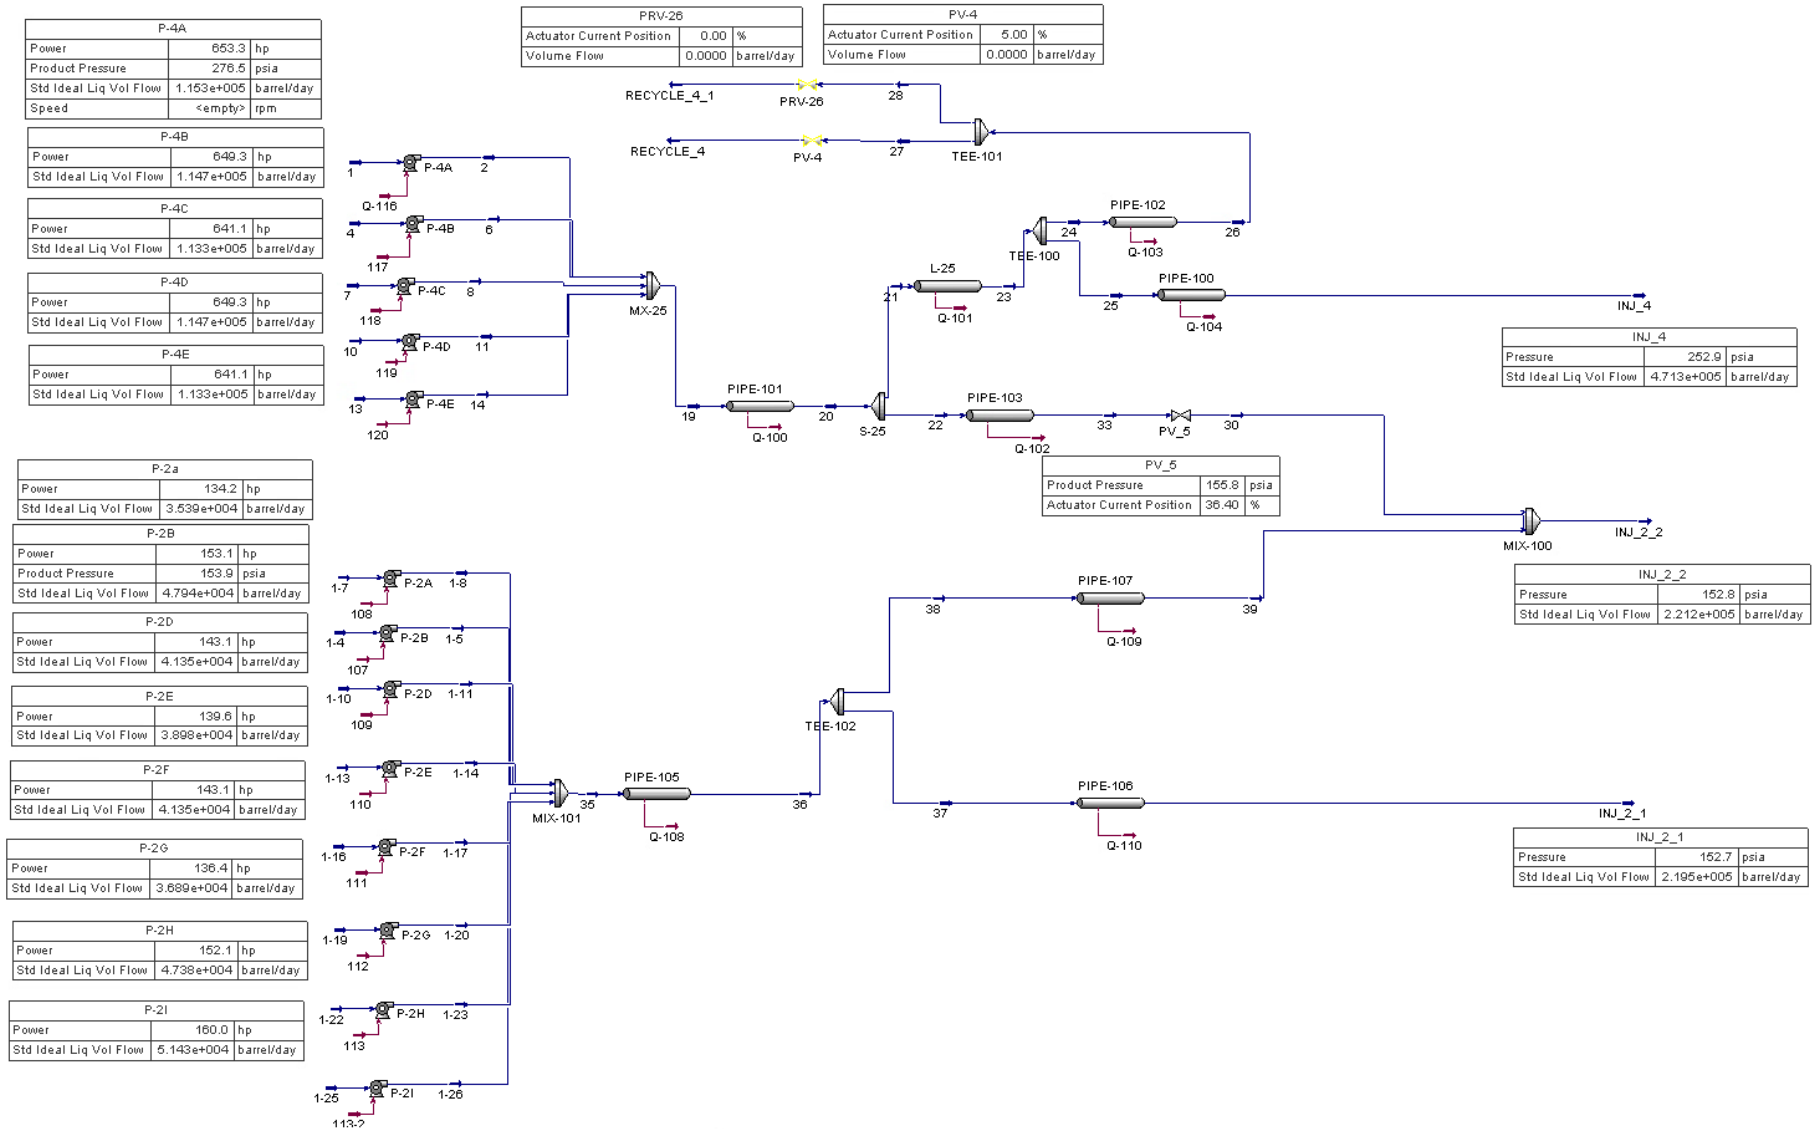 P-4A
Power 653.3 hp
Product Pressure 276.5 psia
Std Ideal Liq Vol Flow 1.153e+005 barrel/day
Speed <empty> rpm
P-4B
Power 649.3 hp
Std Ideal Liq Vol Flow 1.147e+005 barrel/day
P-4C
Power 641.1 hp
Std Ideal Liq Vol Flow 1.133e+005 barrel/day
P-4D
Power 649.3 hp
Std Ideal Liq Vol Flow 1.147e+005 barrel/day
P-4E
Power 641.1 hp
Std Ideal Liq Vol Flow 1.133e+005 barrel/day
P-2a
Power 134.2 hp
Std Ideal Liq Vol Flow 3.539e+004 barrel/day
P-2B
Power 153.1 hp
Product Pressure 153.9 psia
Std Ideal Liq Vol Flow 4.794e+004 barrel/day
P-2D
Power 143.1 hp
Std Ideal Liq Vol Flow 4.135e+004 barrel/day
P-2E
Power 139.6 hp
Std Ideal Liq Vol Flow 3.898e+004 barrel/day
P-2F
Power 143.1 hp
Std Ideal Liq Vol Flow 4.135e+004 barrel/day
P-2G
Power 136.4 hp
Std Ideal Liq Vol Flow 3.689e+004 barrel/day
P-2H
Power 152.1 hp
Std Ideal Liq Vol Flow 4.738e+004 barrel/day
P-2I
Power 160.0 hp
Std Ideal Liq Vol Flow 5.143e+004 barrel/day
PRV-26
Actuator Current Position 0.00 %
Volume Flow 0.0000 barrel/day
PV-4
Actuator Current Position 5.00 %
Volume Flow 0.0000 barrel/day
RECYCLE_4_1
PRV-26
28
RECYCLE_4
PV-4
27
TEE-101
1
P-4A
2
Q-116
4
P-4B
6
117
7
P-4C
8
118
10
P-4D
11
119
13
P-4E
14
120
MX-25
19
PIPE-101
Q-100
20
S-25
21
L-25
Q-101
23
TEE-100
24
PIPE-102
Q-103
26
25
PIPE-100
Q-104
INJ_4
INJ_4
Pressure 252.9 psia
Std Ideal Liq Vol Flow 4.713e+005 barrel/day
22
PIPE-103
Q-102
33
PV_5
30
PV_5
Product Pressure 155.8 psia
Actuator Current Position 36.40 %
MIX-100
INJ_2_2
INJ_2_2
Pressure 152.8 psia
Std Ideal Liq Vol Flow 2.212e+005 barrel/day
1-7
P-2A
1-8
108
1-4
P-2B
1-5
107
1-10
P-2D
1-11
109
1-13
P-2E
1-14
110
1-16
P-2F
1-17
111
1-19
P-2G
1-20
112
1-22
P-2H
1-23
113
1-25
P-2I
1-26
113-2
MIX-101
35
PIPE-105
Q-108
36
TEE-102
38
PIPE-107
Q-109
39
37
PIPE-106
Q-110
INJ_2_1
INJ_2_1
Pressure 152.7 psia
Std Ideal Liq Vol Flow 2.195e+005 barrel/day